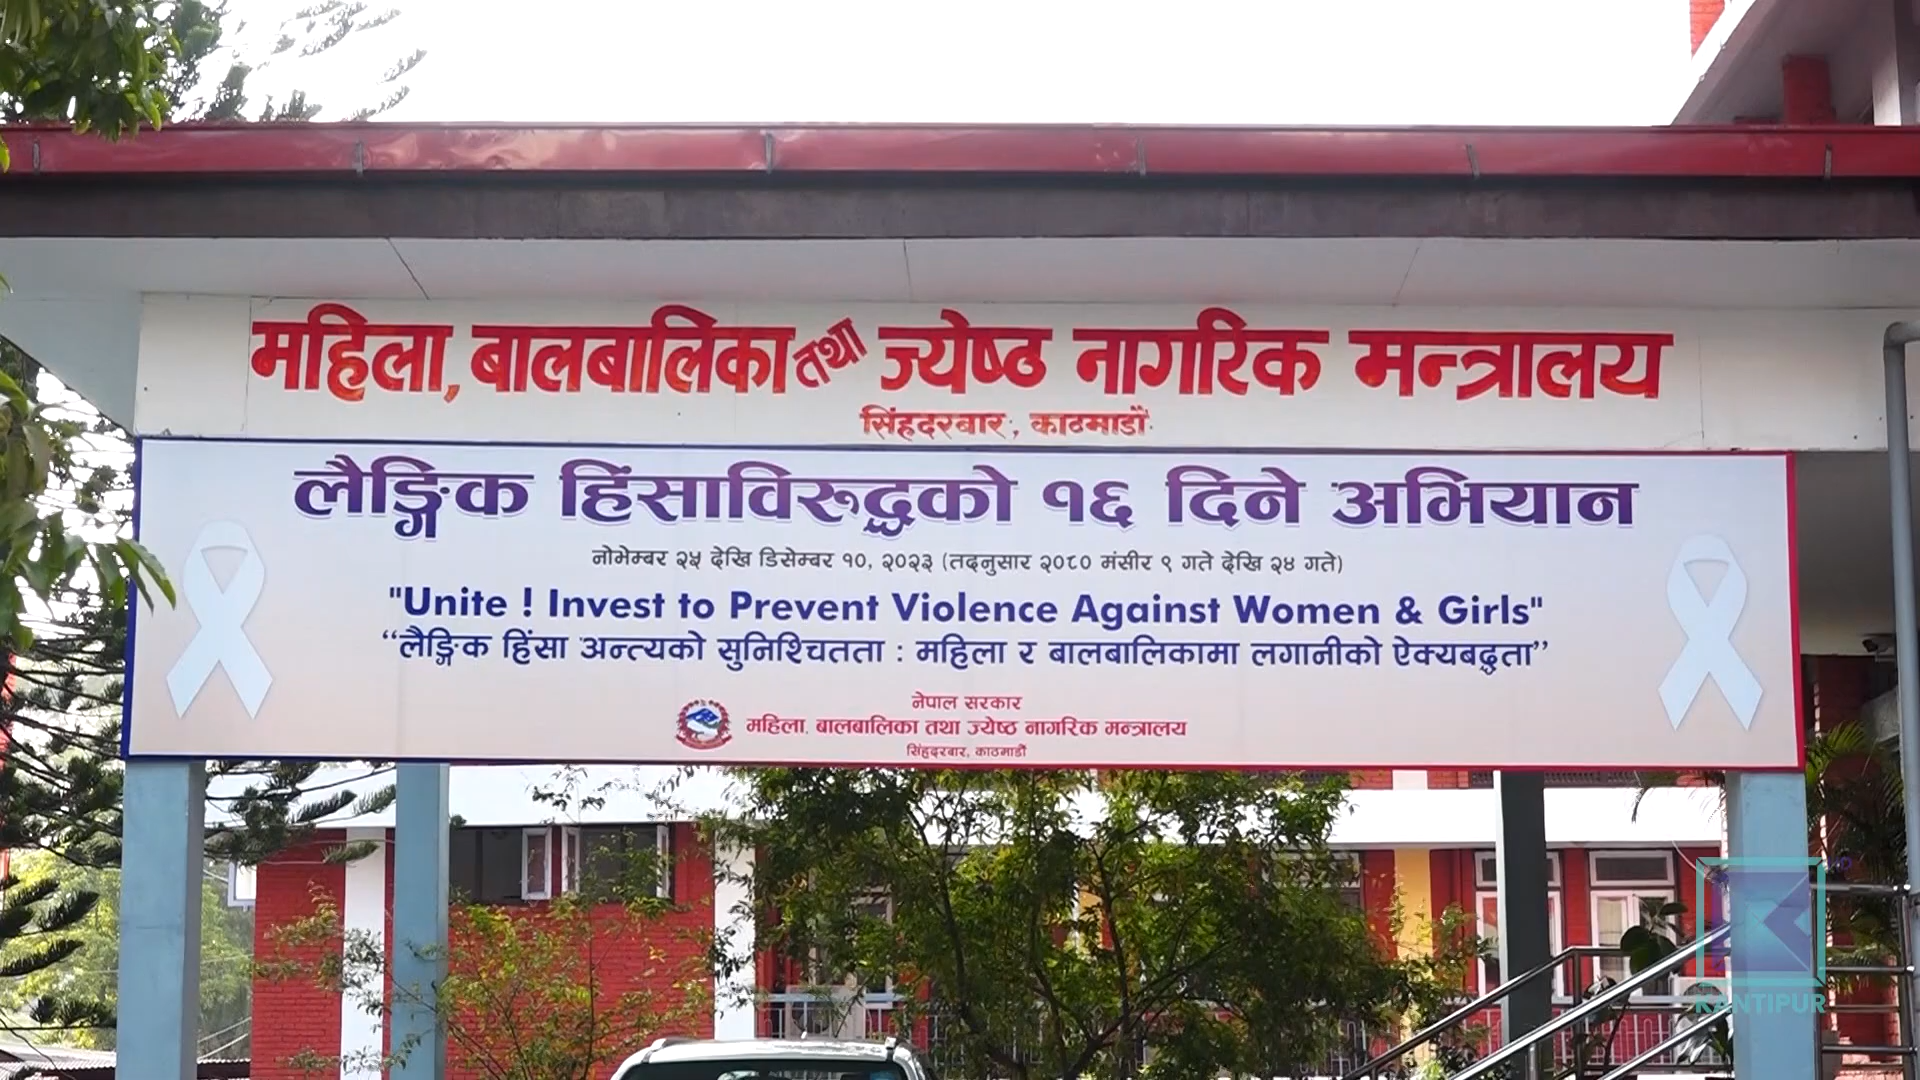 महिला, बालबालिका तथा ज्येष्ठ नागरिक मन्त्रालय
सिंहदरबार, काठमाडौं
लैङ्गिक हिंसाविरुद्धको १६ दिने अभियान
नोभेम्बर २५ देखि डिसेम्बर १०, २०२३ (तदनुसार २०८० मंसीर ९ गते देखि २४ गते)
"Unite ! Invest to Prevent Violence Against Women & Girls"
“लैङ्गिक हिंसा अन्त्यको सुनिश्चितता : महिला र बालबालिकामा लगानीको ऐक्यबद्धता”
नेपाल सरकार
महिला, बालबालिका तथा ज्येष्ठ नागरिक मन्त्रालय
सिंहदरबार, काठमाडौं
KANTIPUR